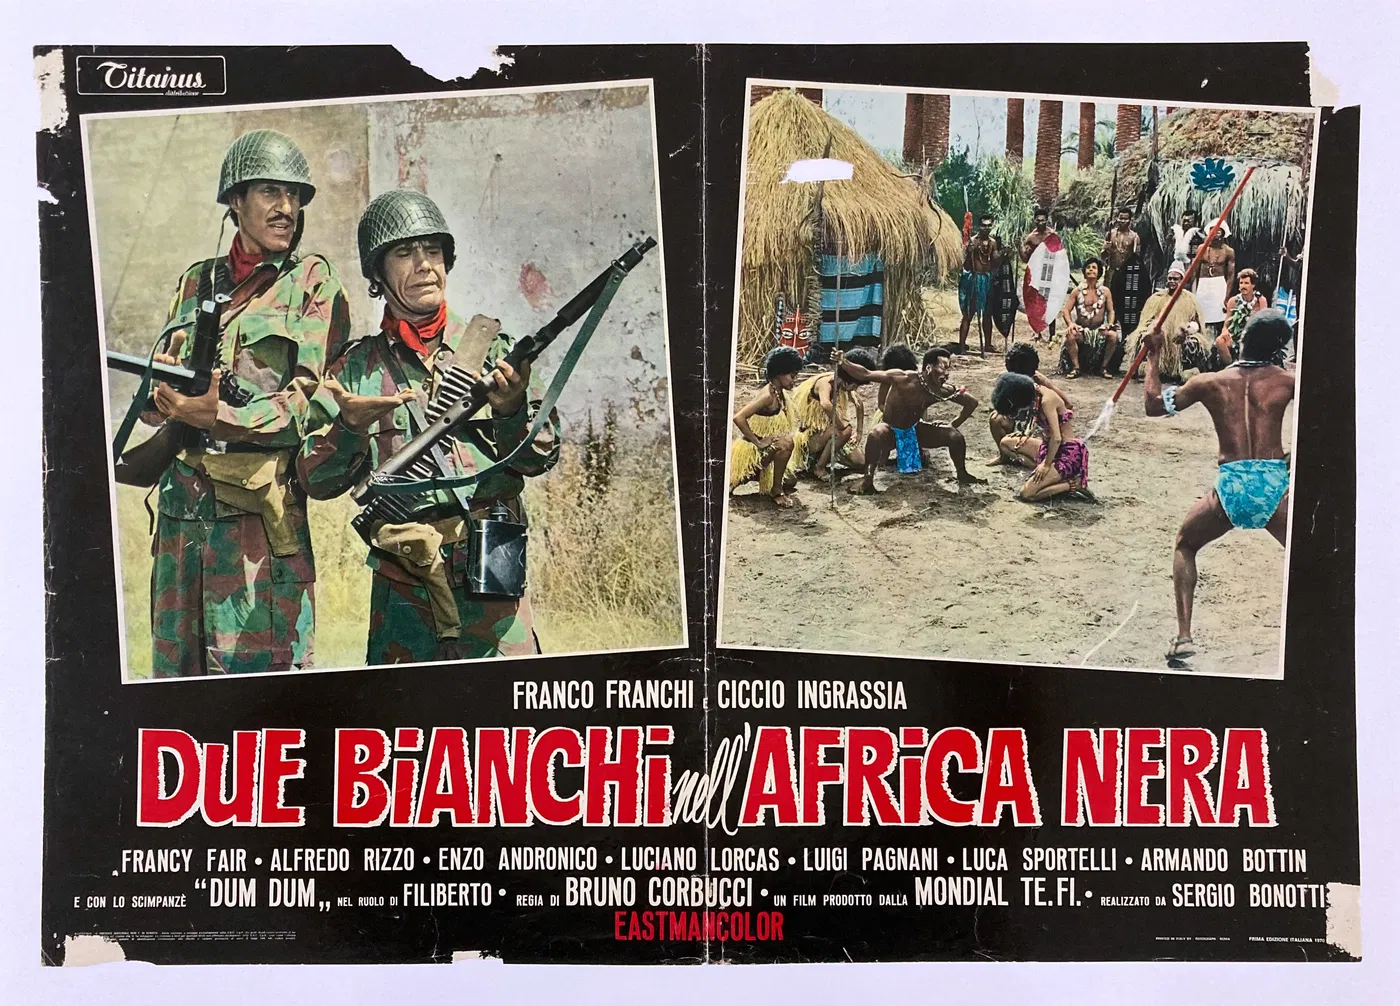 Titanus
distribuzione
FRANCO FRANCHI CICCIO INGRASSIA
DUE BiANCHi nell'AFRiCA NERA
FRANCY FAIR • ALFREDO RIZZO • ENZO ANDRONICO • LUCIANO LORCAS • LUIGI PAGNANI • LUCA SPORTELLI • ARMANDO BOTTIN
E CON LO SCIMPANZÈ "DUM DUM„ NEL RUOLO DI FILIBERTO • REGIA DI BRUNO CORBUCCI • UN FILM PRODOTTO DALLA MONDIAL TE.FI. • REALIZZATO DA SERGIO BONOTTI
EASTMANCOLOR
PRIMA EDIZIONE ITALIANA 1970